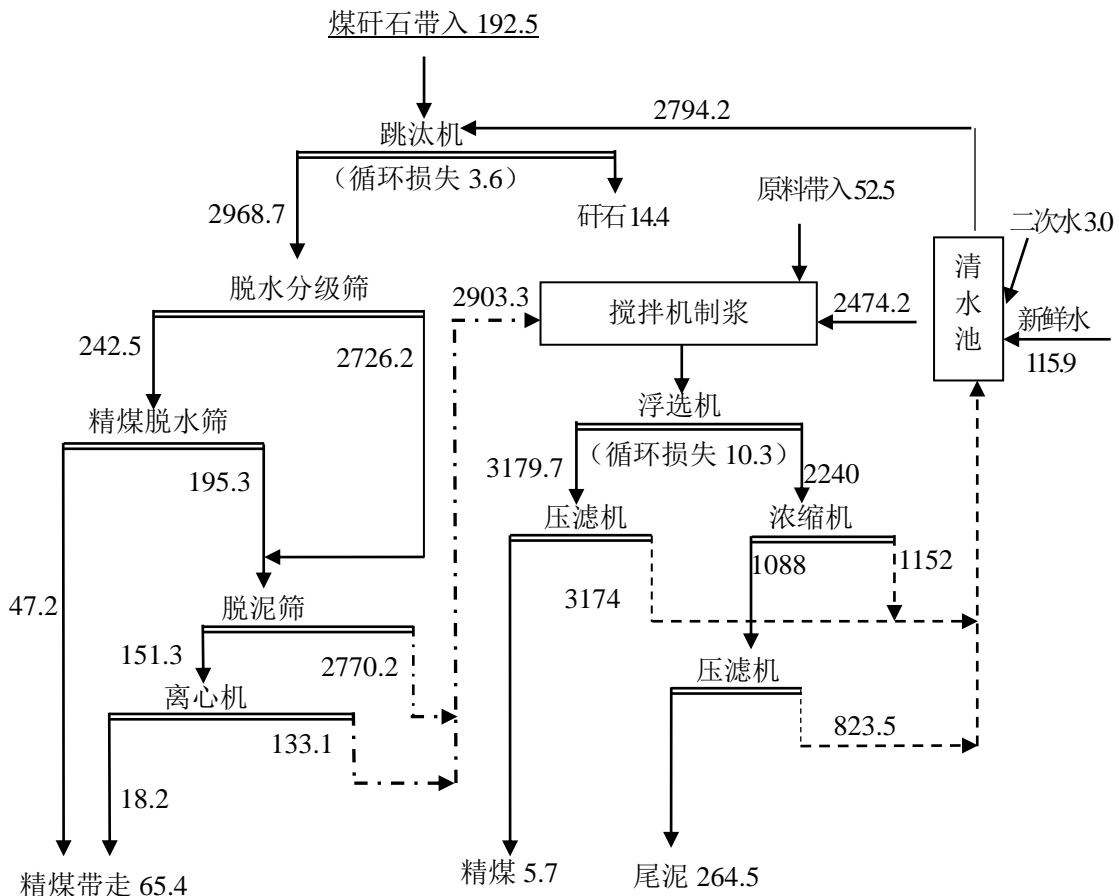 煤矸石带入 192.5
2794.2
跳汰机
（循环损失 3.6）
矸石14.4
2968.7
原料带入52.5
二次水3.0
清水池
新鲜水
115.9
脱水分级筛
2903.3
搅拌机制浆
2474.2
242.5
2726.2
精煤脱水筛
195.3
浮选机
（循环损失 10.3）
3179.7
2240
压滤机
浓缩机
1088
1152
3174
47.2
脱泥筛
151.3
2770.2
压滤机
离心机
133.1
823.5
18.2
精煤带走 65.4
精煤 5.7
尾泥 264.5